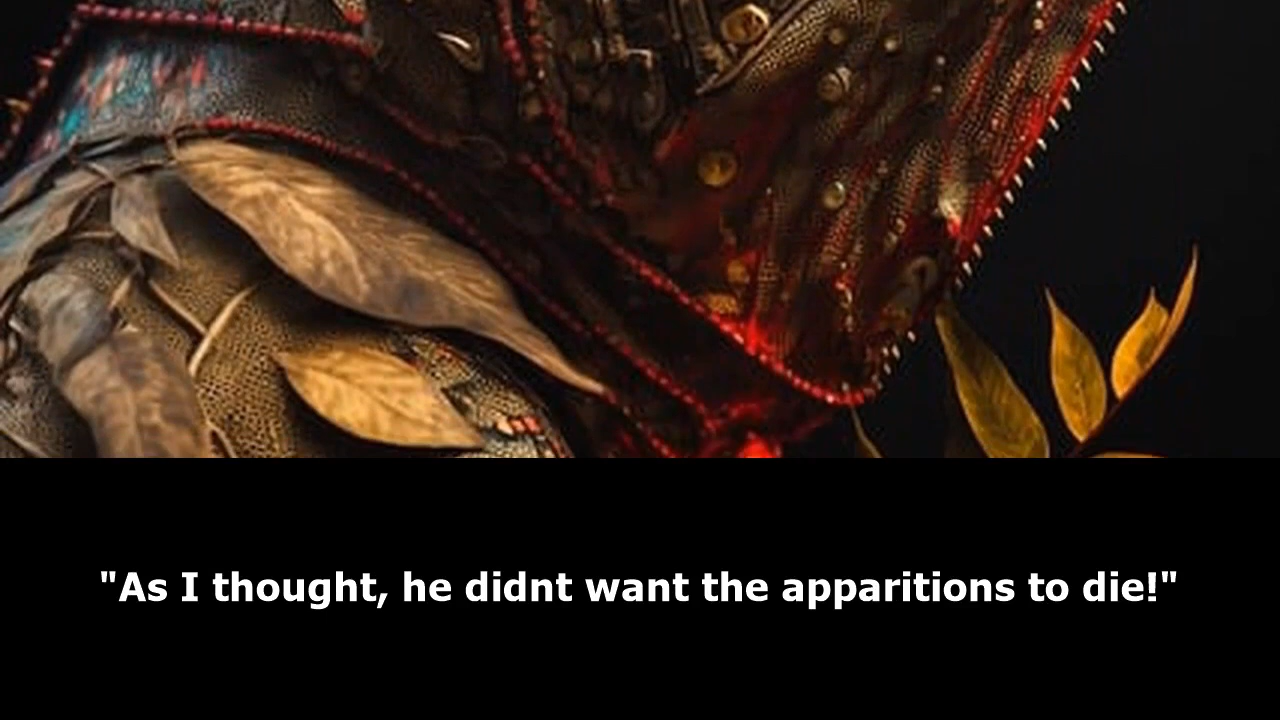 "As I thought, he didnt want the apparitions to die!"